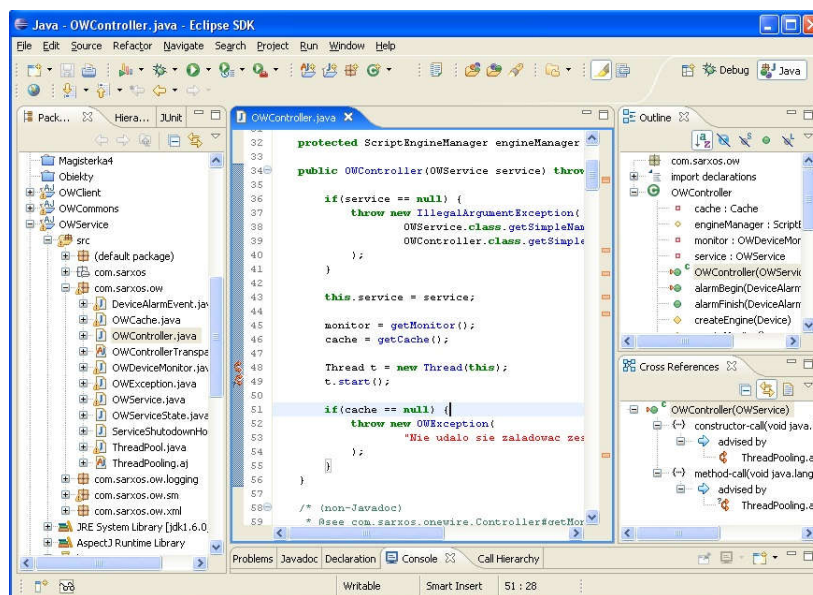 Java - OWController.java - Eclipse SDK
File Edit Source Refactor Navigate Search Project Run Window Help
Debug Java
Pack... Hiera... JUnit
Magisterka4
Obiekty
OWClient
OWCommons
OWService
src
(default package)
com.sarxos
com.sarxos.ow
DeviceAlarmEvent.jav
OWCache.java
OWController.java
OWControllerTranspa
OWDeviceMonitor.jav
OWException.java
OWService.java
OWServiceState.java
ServiceShutdownHo
ThreadPool.java
ThreadPooling.aj
com.sarxos.ow.logging
com.sarxos.ow.sm
com.sarxos.ow.xml
JRE System Library [jdk1.6.0_
AspectJ Runtime Library
OWController.java
32 protected ScriptEngineManager engineManager
33
34 public OWController(OWService service) throw
35
36 if(service == null) {
37 throw new IllegalArgumentException(
38 OWService.class.getSimpleNam
39 OWController.class.getSimple
40 );
41 }
42
43 this.service = service;
44
45 monitor = getMonitor();
46 cache = getCache();
47
48 Thread t = new Thread(this);
49 t.start();
50
51 if(cache == null) {
52 throw new OWException(
53 "Nie udalo sie zaladowac zes
54 );
55 }
56 }
57
58 /* (non-Javadoc)
59 * @see com.sarxos.onewire.Controller#getMon
Outline
com.sarxos.ow
import declarations
OWController
cache : Cache
engineManager : ScriptE
monitor : OWDeviceMor
service : OWService
OWController(OWServic
alarmBegin(DeviceAlarm
alarmFinish(DeviceAlarm
createEngine(Device)
Cross References
OWController(OWService)
constructor-call(void java.
advised by
ThreadPooling.a
method-call(void java.lang
advised by
ThreadPooling.a
Problems Javadoc Declaration Console Call Hierarchy
Writable Smart Insert 51 : 28